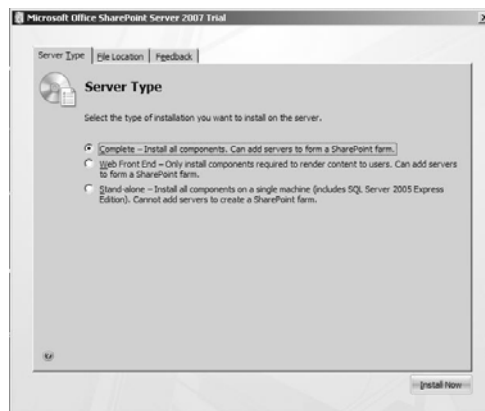 Microsoft Office SharePoint Server 2007 Trial
Server Type
File Location
Feedback
Server Type
Select the type of installation you want to install on the server.
Complete – Install all components. Can add servers to form a SharePoint farm.
Web Front End – Only install components required to render content to users. Can add servers
to form a SharePoint farm.
Stand-alone – Install all components on a single machine (includes SQL Server 2005 Express
Edition). Cannot add servers to create a SharePoint farm.
Install Now